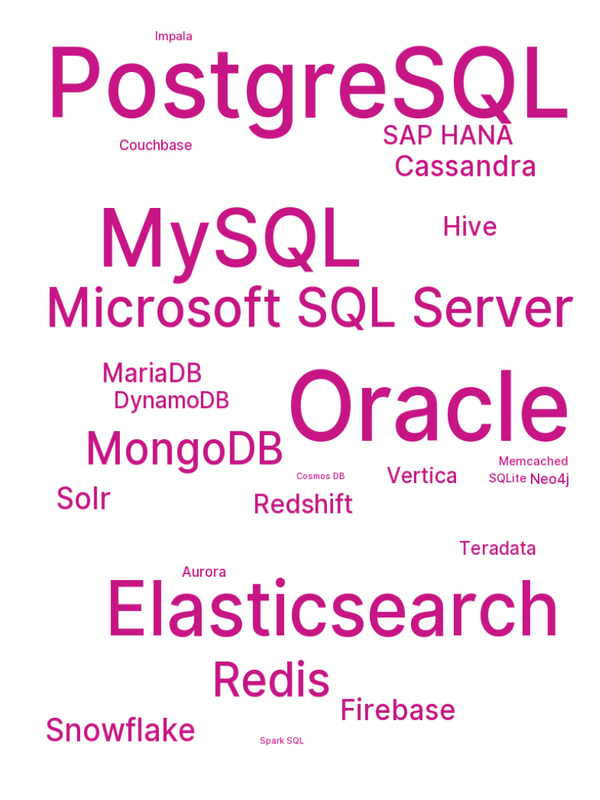 Impala
PostgreSQL
SAP HANA
Couchbase
Cassandra
MySQL
Hive
Microsoft SQL Server
MariaDB
Oracle
DynamoDB
MongoDB
Memcached
Cosmos DB
Vertica
SQLite
Neo4j
Solr
Redshift
Teradata
Aurora
Elasticsearch
Redis
Firebase
Snowflake
Spark SQL